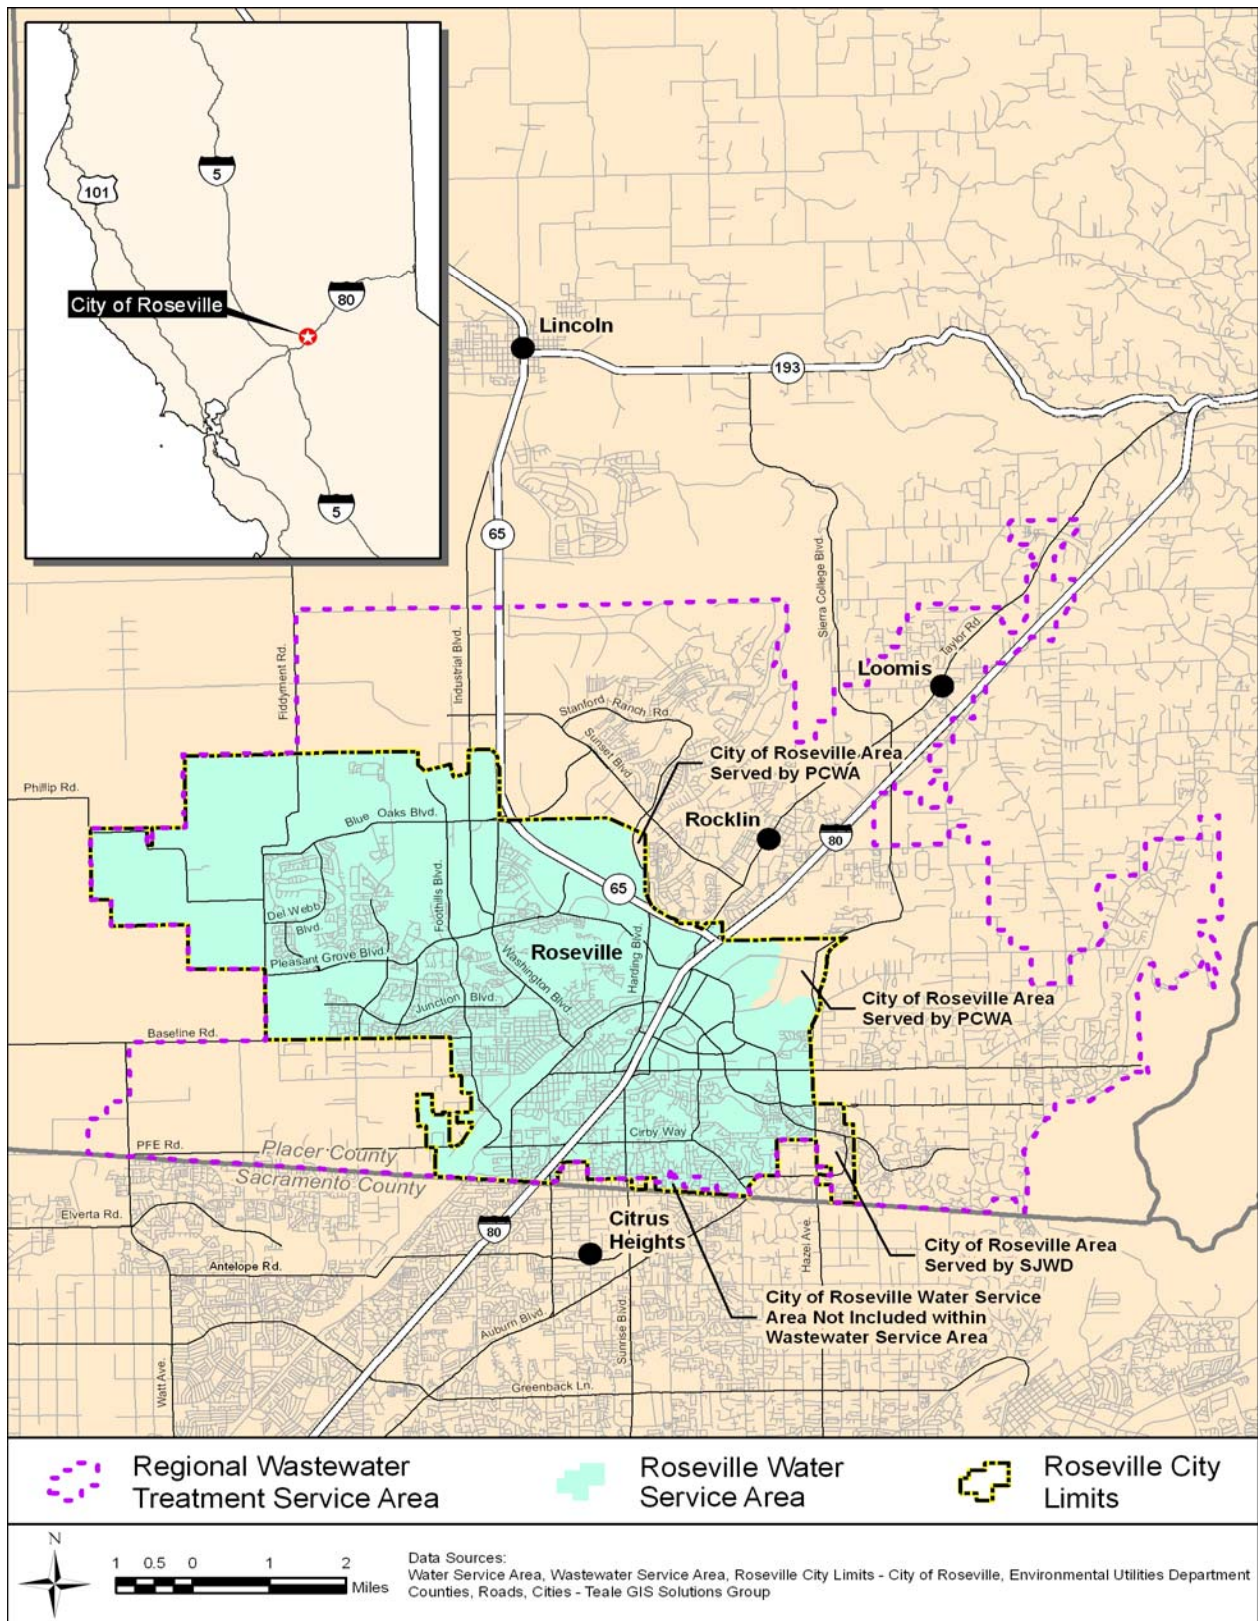 101
5
City of Roseville
80
5
Lincoln
193
65
Sierra College Blvd.
Taylor Rd.
Loomis
Fiddyment Rd.
Industrial Blvd.
Stanford Ranch Rd.
Sunset Blvd.
City of Roseville Area
Served by PCWA
Phillip Rd.
Blue Oaks Blvd.
Rocklin
80
65
Foothills Blvd.
Del Webb
Blvd.
Pleasant Grove Blvd.
Roseville
Washington Blvd.
Harding Blvd.
Junction Blvd.
City of Roseville Area
Served by PCWA
Baseline Rd.
Cirby Way
PFE Rd.
Placer County
Sacramento County
Elverta Rd.
80
Citrus
Heights
Antelope Rd.
Hazel Ave.
City of Roseville Area
Served by SJWD
City of Roseville Water Service
Area Not Included within
Wastewater Service Area
Auburn Blvd.
Sunrise Blvd.
Watt Ave.
Greenback Ln.
Regional Wastewater
Treatment Service Area
Roseville Water
Service Area
Roseville City
Limits
N
1 0.5 0 1 2
Miles
Data Sources:
Water Service Area, Wastewater Service Area, Roseville City Limits - City of Roseville, Environmental Utilities Department
Counties, Roads, Cities - Teale GIS Solutions Group